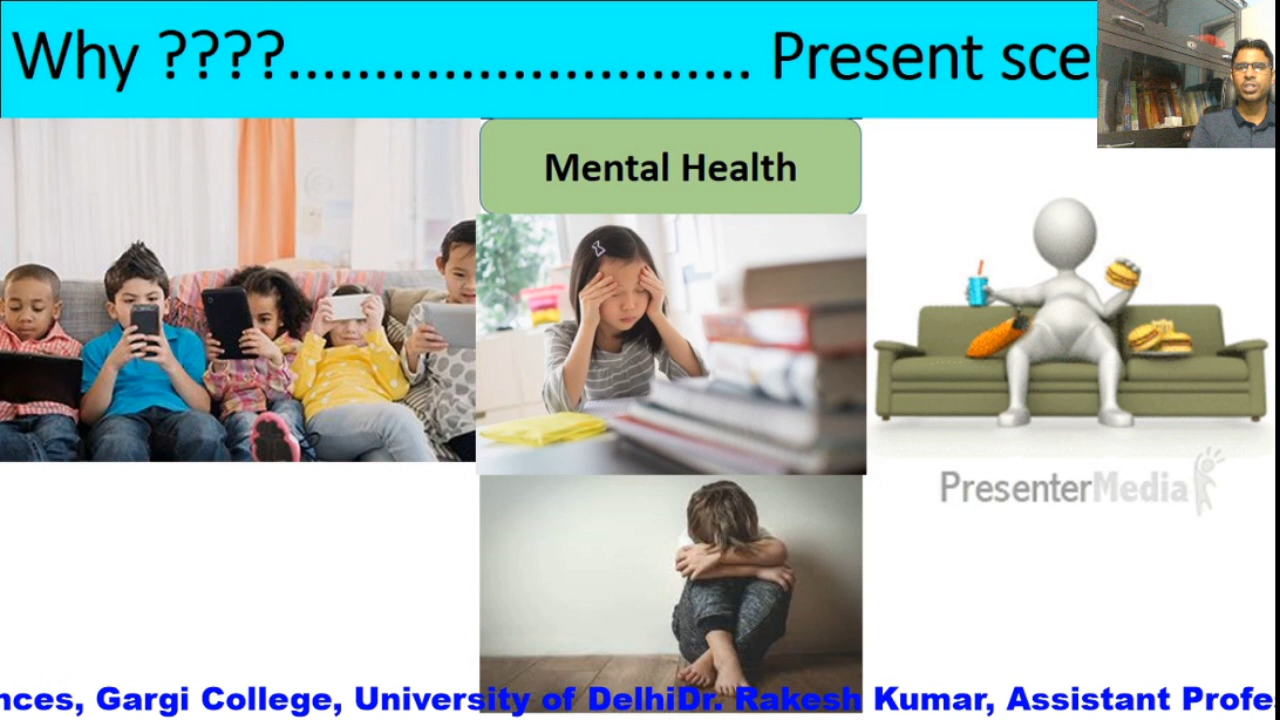 Why ????........................... Present sce
Mental Health
PresenterMedia
nces, Gargi College, University of DelhiDr. Rakesh Kumar, Assistant Profe